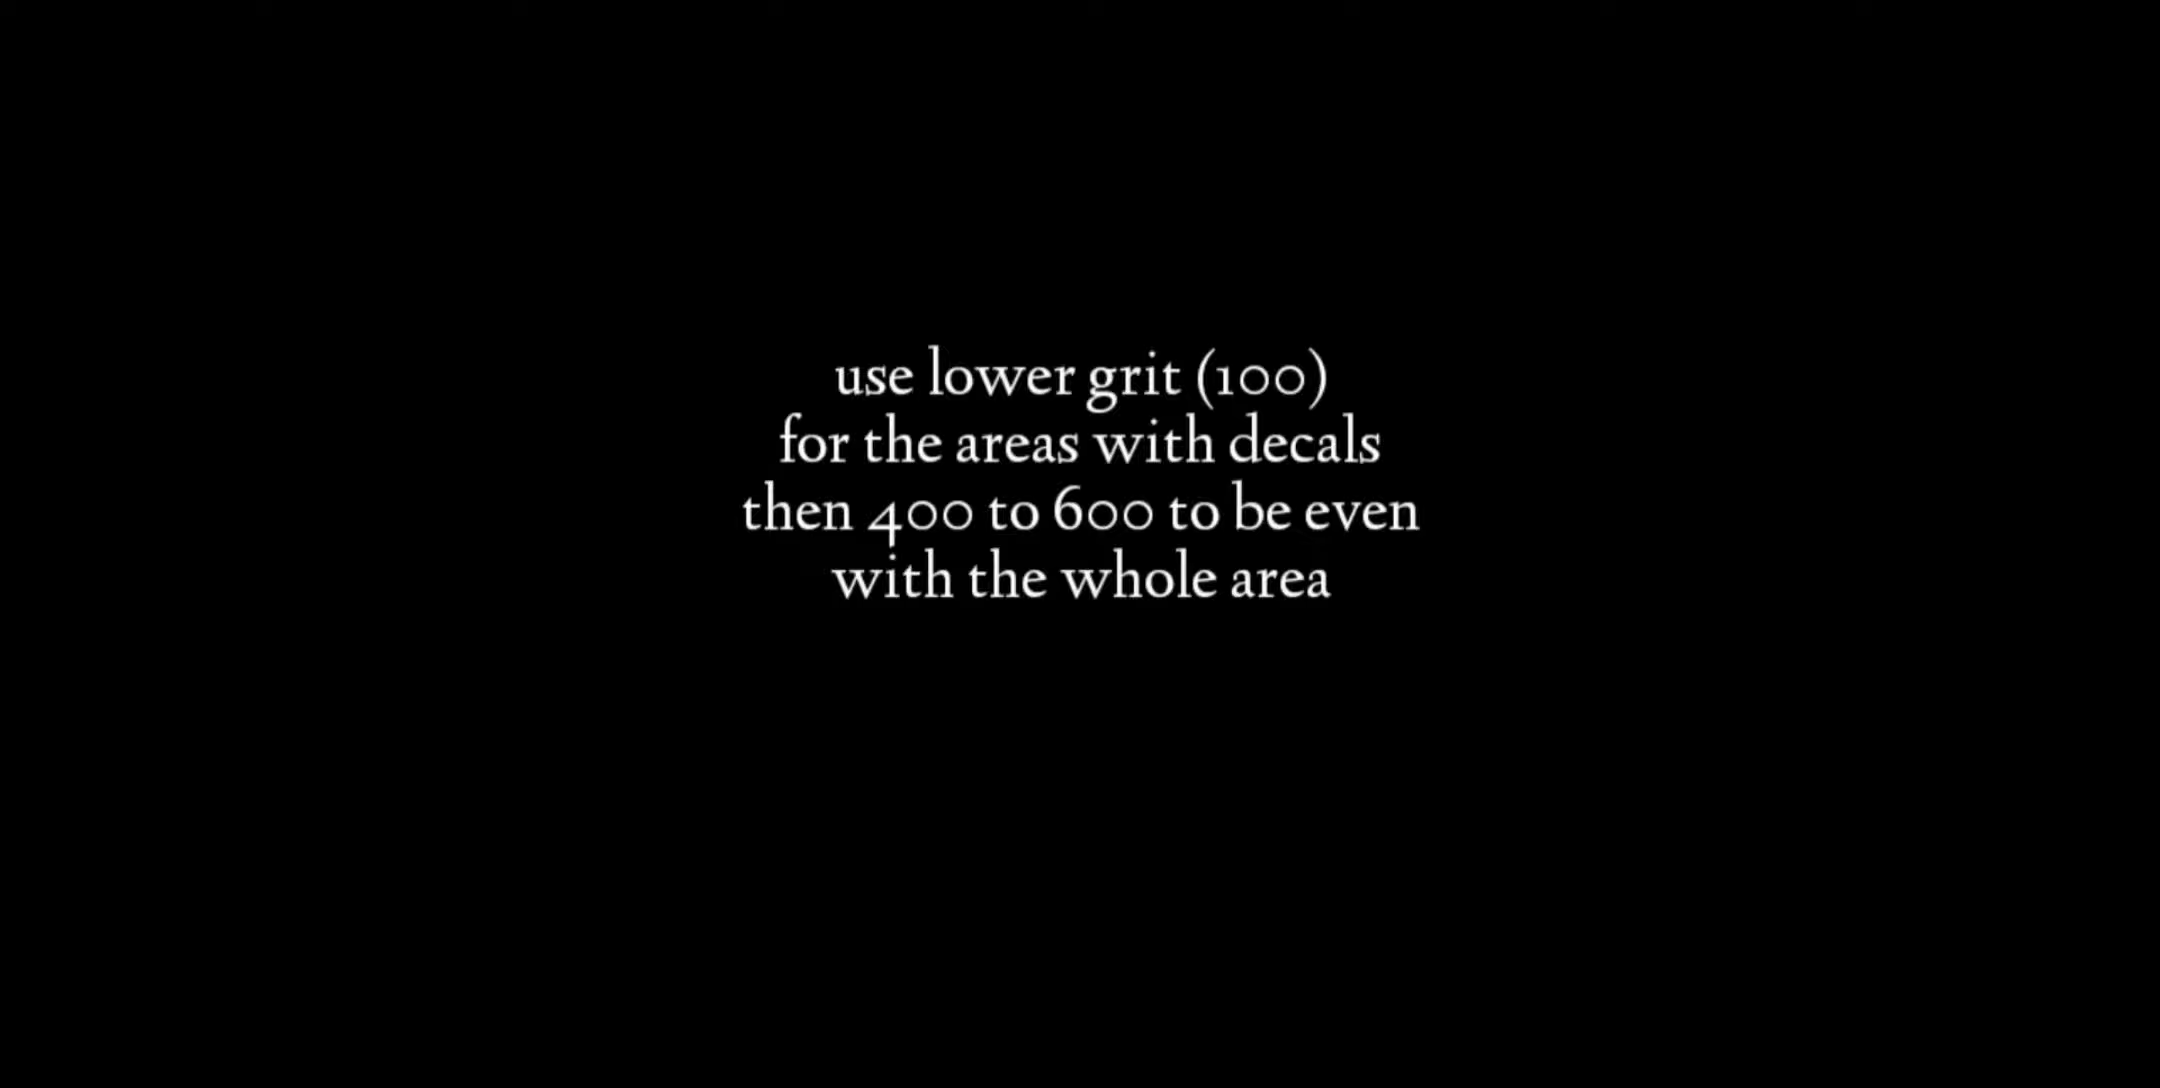 use lower grit (100)
for the areas with decals
then 400 to 600 to be even
with the whole area